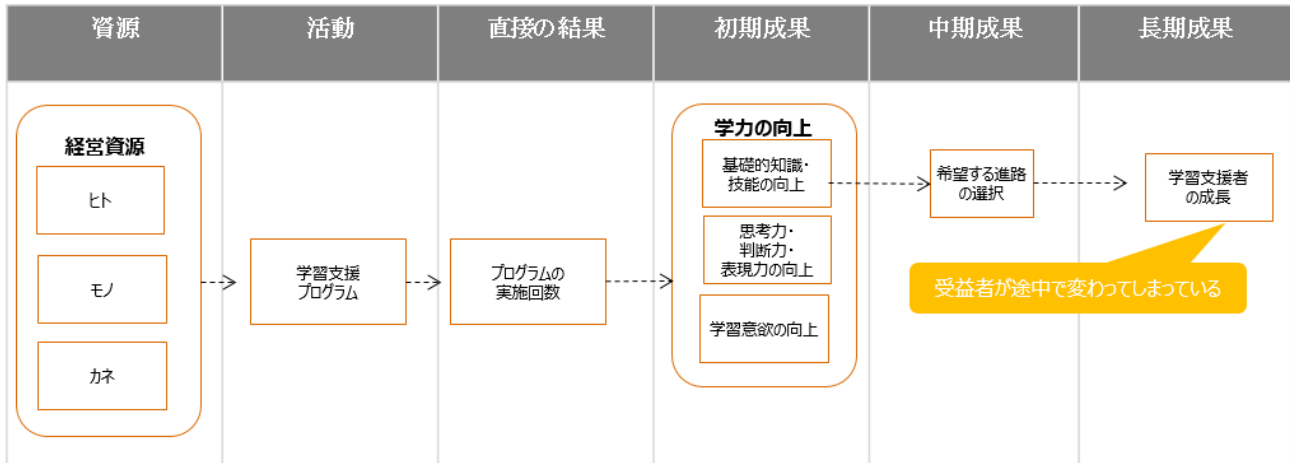 資源
活動
直接の結果
初期成果
中期成果
長期成果
経営資源
ヒト
モノ
カネ
学習支援
プログラム
プログラムの
実施回数
学力の向上
基礎的知識・
技能の向上
思考力・
判断力・
表現力の向上
学習意欲の向上
希望する進路
の選択
学習支援者
の成長
受益者が途中で変わってしまっている